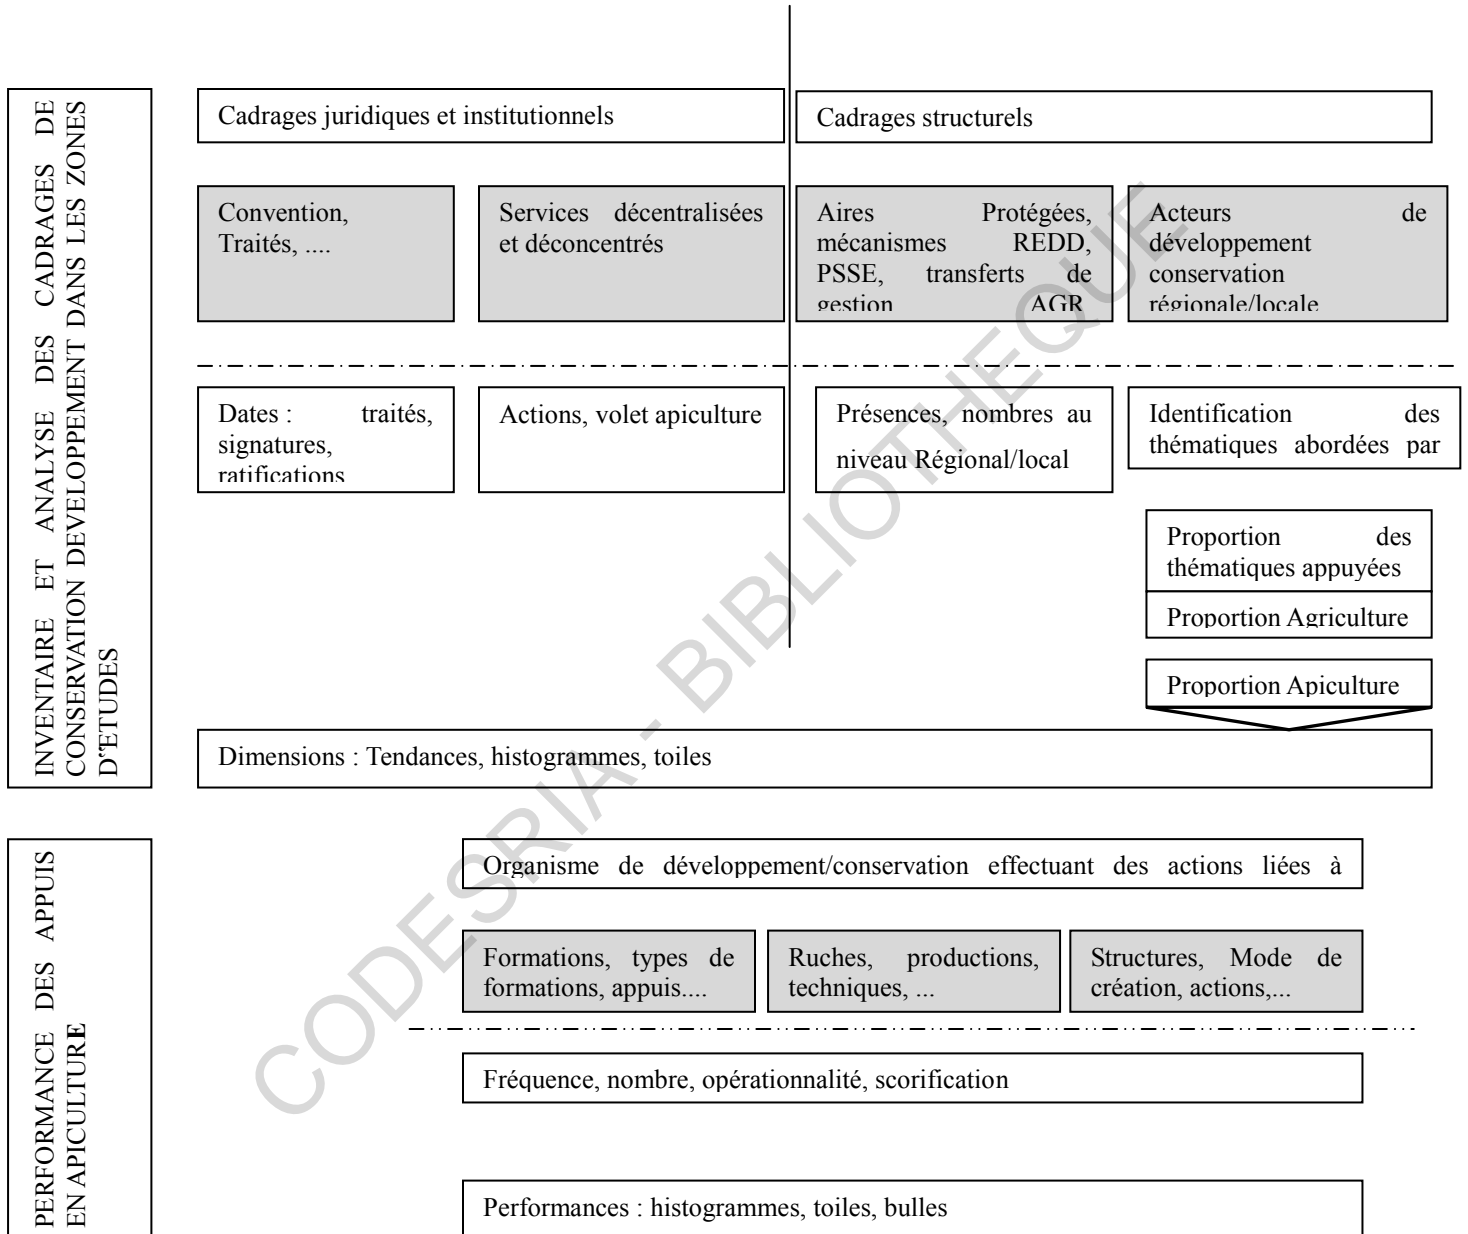 INVENTAIRE ET ANALYSE DES CADRAGES DE
CONSERVATION DEVELOPPEMENT DANS LES ZONES
D‟ETUDES
Cadrages juridiques et institutionnels
Cadrages structurels
Convention,
Traités, ....
Services décentralisées
et déconcentrés
Aires Protégées,
mécanismes REDD,
PSSE, transferts de
gestion AGR
Acteurs de
développement
conservation
régionale/locale
Dates : traités,
signatures,
ratifications
Actions, volet apiculture
Présences, nombres au
niveau Régional/local
Identification des
thématiques abordées par
Proportion des
thématiques appuyées
Proportion Agriculture
Proportion Apiculture
Dimensions : Tendances, histogrammes, toiles
PERFORMANCE DES APPUIS
EN APICULTURE
Organisme de développement/conservation effectuant des actions liées à
Formations, types de
formations, appuis....
Ruches, productions,
techniques, ...
Structures, Mode de
création, actions,...
Fréquence, nombre, opérationnalité, scorification
Performances : histogrammes, toiles, bulles
CODESRIA - BIBLIOTHEQUE